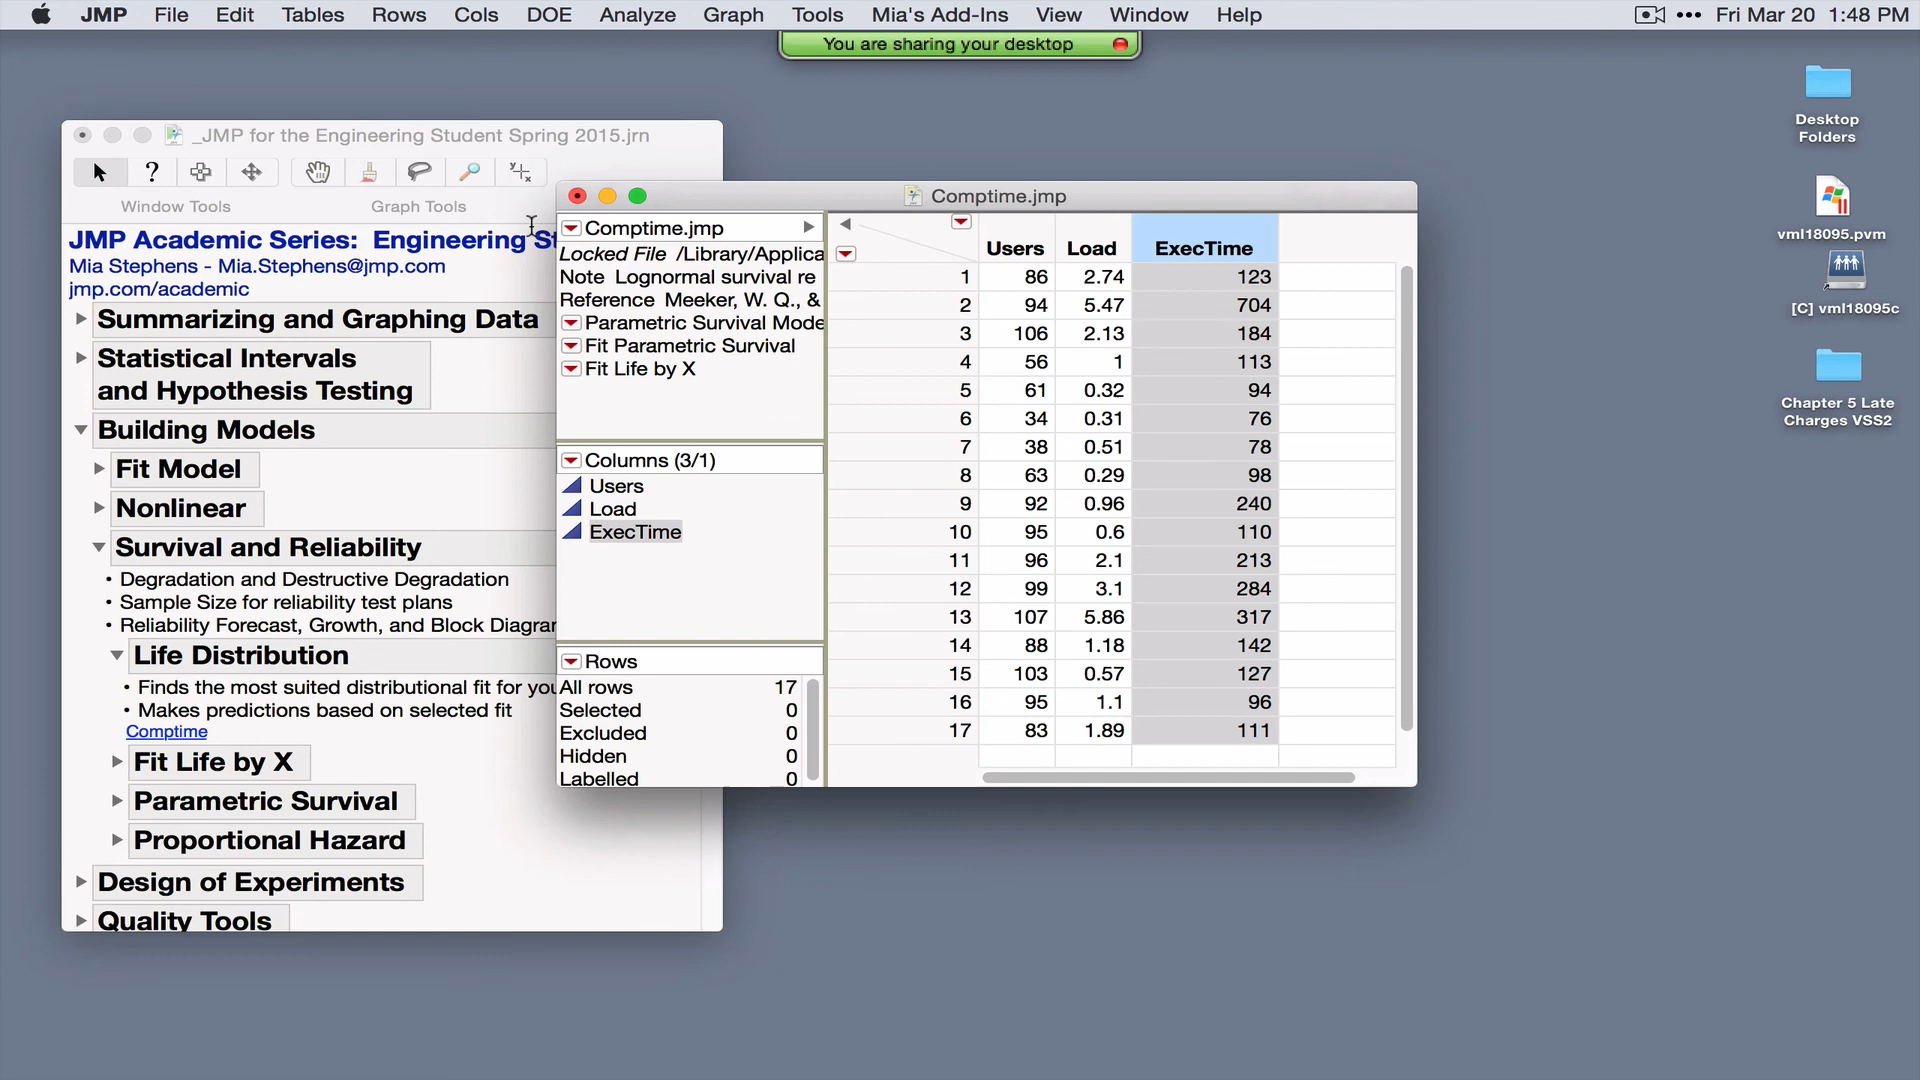 JMP File Edit Tables Rows Cols DOE Analyze Graph Tools Mia's Add-Ins View Window Help Fri Mar 20 1:48 PM
You are sharing your desktop
_JMP for the Engineering Student Spring 2015.jrn
?
Window Tools Graph Tools
JMP Academic Series: Engineering St
Mia Stephens - Mia.Stephens@jmp.com
jmp.com/academic
Summarizing and Graphing Data
Statistical Intervals
and Hypothesis Testing
Building Models
Fit Model
Nonlinear
Survival and Reliability
• Degradation and Destructive Degradation
• Sample Size for reliability test plans
• Reliability Forecast, Growth, and Block Diagran
Life Distribution
• Finds the most suited distributional fit for you
• Makes predictions based on selected fit
Comptime
Fit Life by X
Parametric Survival
Proportional Hazard
Design of Experiments
Quality Tools
Comptime.jmp
Comptime.jmp
Locked File /Library/Applica
Note Lognormal survival re
Reference Meeker, W. Q., &
Parametric Survival Mode
Fit Parametric Survival
Fit Life by X
Columns (3/1)
Users
Load
ExecTime
Rows
All rows 17
Selected 0
Excluded 0
Hidden 0
Labelled 0
Users Load ExecTime
1 86 2.74 123
2 94 5.47 704
3 106 2.13 184
4 56 1 113
5 61 0.32 94
6 34 0.31 76
7 38 0.51 78
8 63 0.29 98
9 92 0.96 240
10 95 0.6 110
11 96 2.1 213
12 99 3.1 284
13 107 5.86 317
14 88 1.18 142
15 103 0.57 127
16 95 1.1 96
17 83 1.89 111
Desktop
Folders
vml18095.pvm
[C] vml18095c
Chapter 5 Late
Charges VSS2